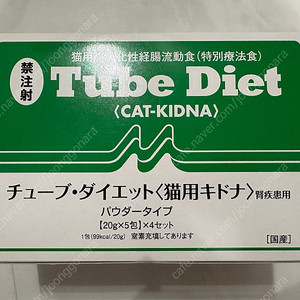 禁注射
猫用 消化性経腸流動食(特別療法食)
Tube Diet
〈CAT-KIDNA〉
チューブ・ダイエット〈猫用キドナ〉腎疾患用
パウダータイプ
【20g×5包】×4セット
1包(99kcal/20g) 窒素充填してあります
[国産]